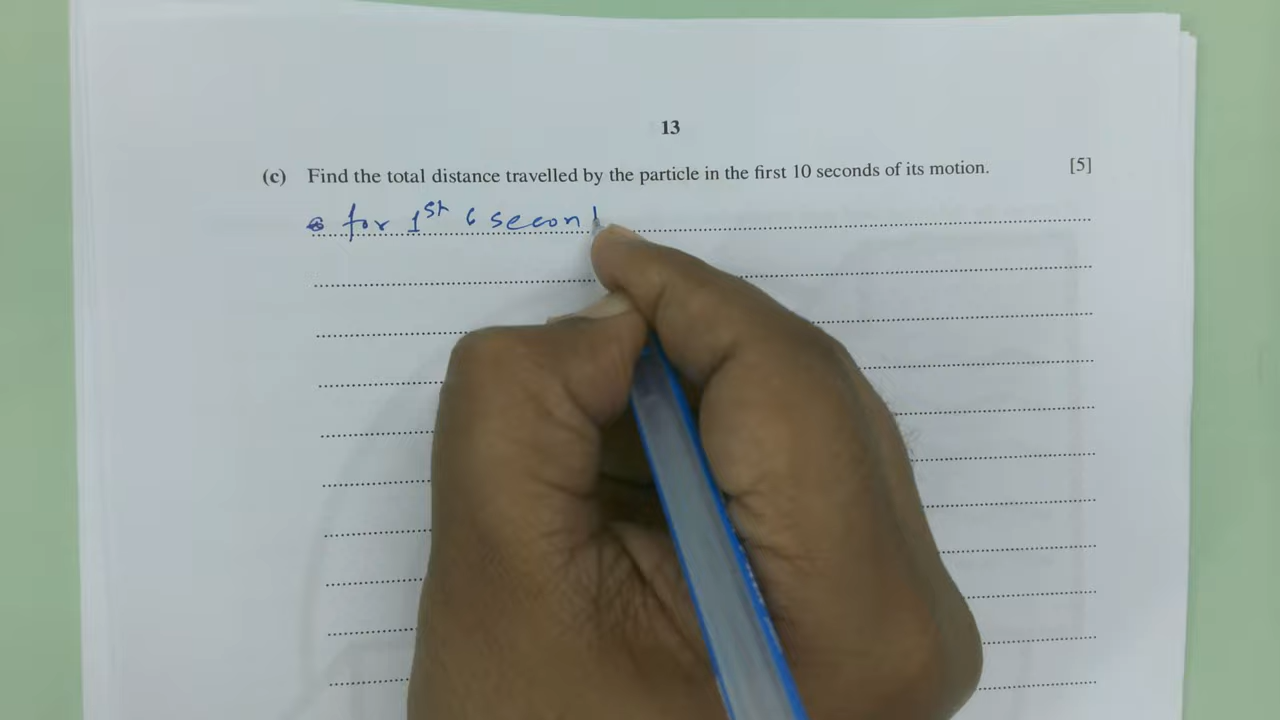 13
(c) Find the total distance travelled by the particle in the first 10 seconds of its motion. [5]
for 1st 6 secon